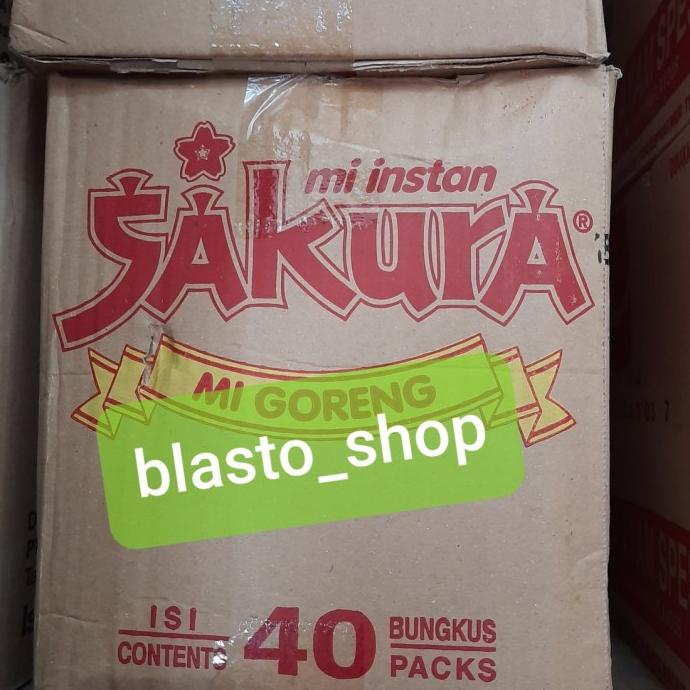 mi instan
SAkurA®
MI GORENG
blasto_shop
ISI 40 BUNGKUS
CONTENTS PACKS